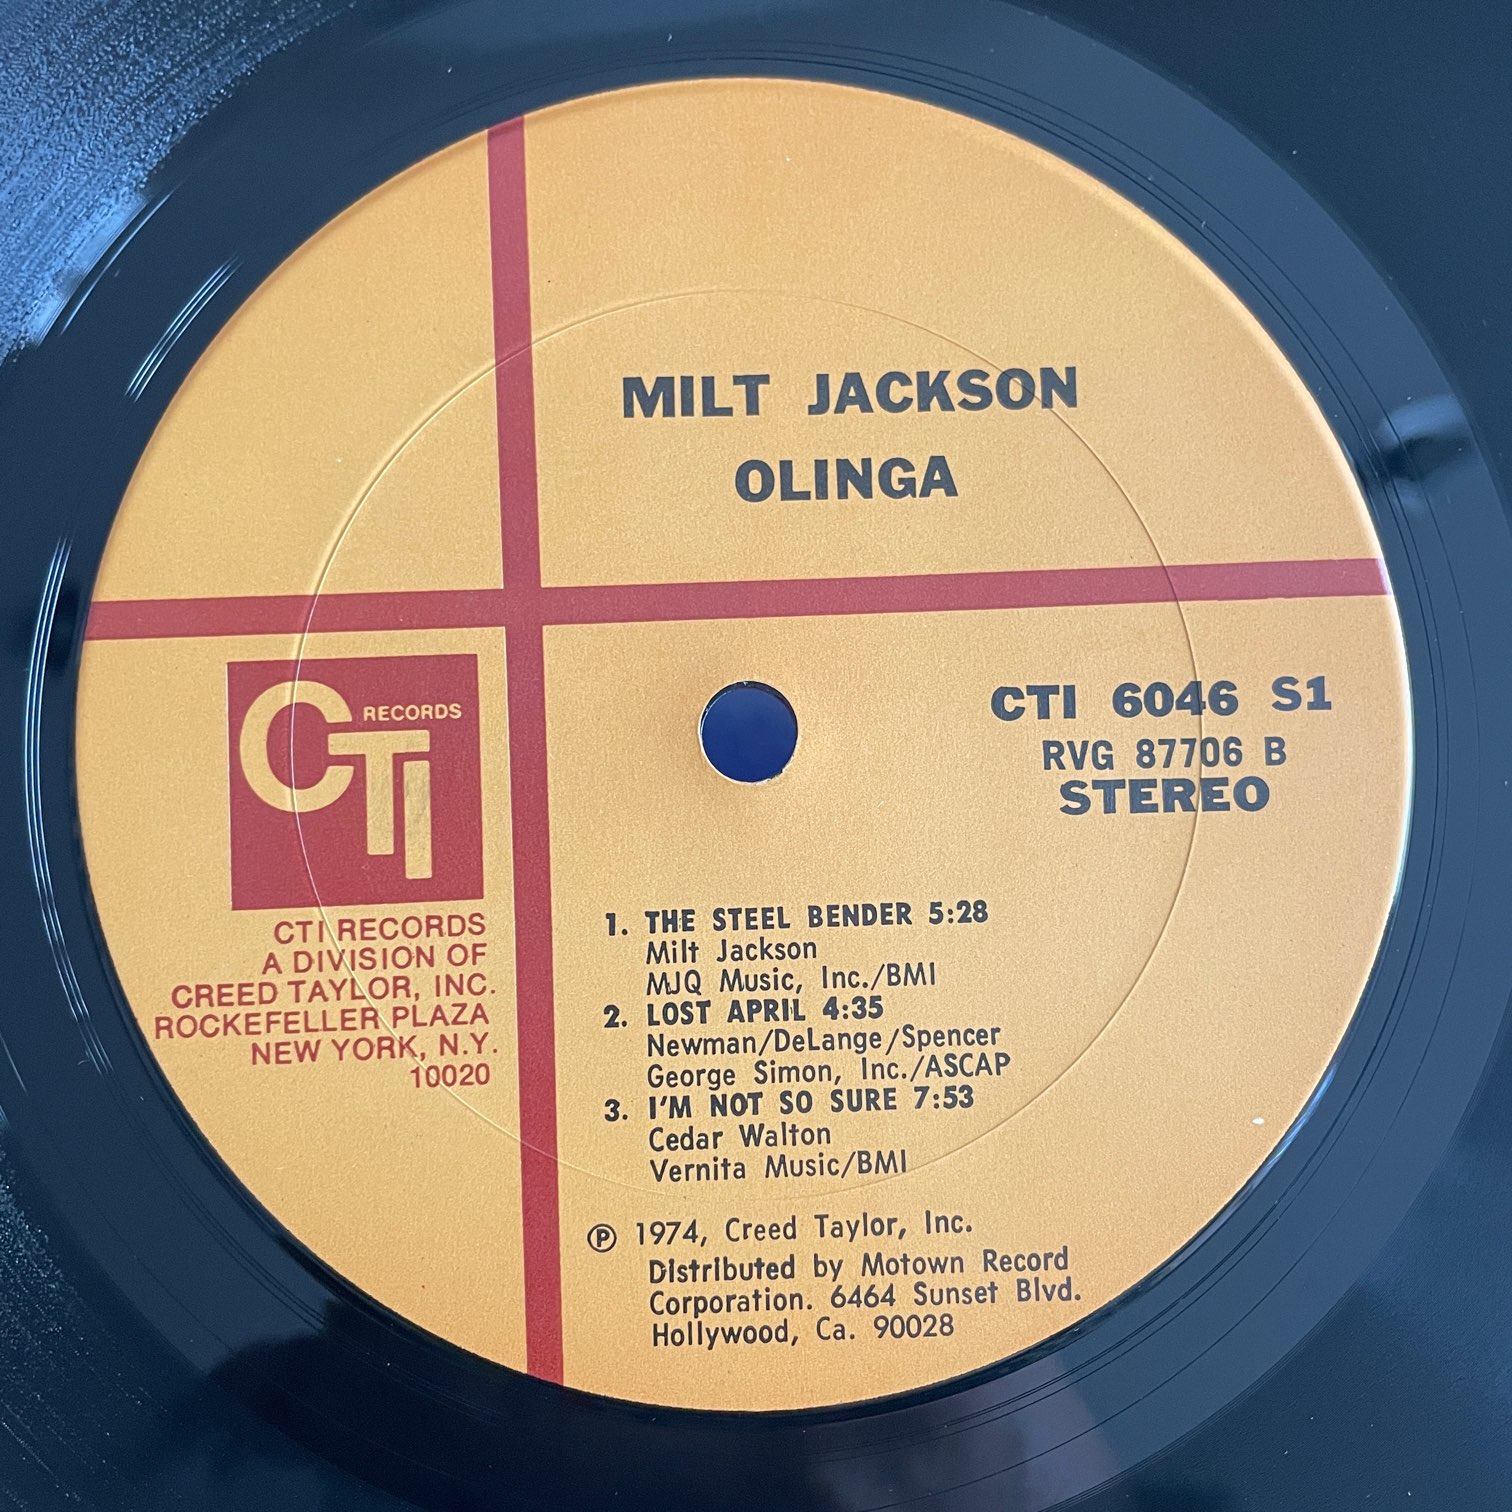 MILT JACKSON
OLINGA
CTI RECORDS
CTI RECORDS
A DIVISION OF
CREED TAYLOR, INC.
ROCKEFELLER PLAZA
NEW YORK, N.Y.
10020
CTI 6046 S1
RVG 87706 B
STEREO
1. THE STEEL BENDER 5:28
Milt Jackson
MJQ Music, Inc./BMI
2. LOST APRIL 4:35
Newman/DeLange/Spencer
George Simon, Inc./ASCAP
3. I'M NOT SO SURE 7:53
Cedar Walton
Vernita Music/BMI
℗ 1974, Creed Taylor, Inc.
Distributed by Motown Record
Corporation. 6464 Sunset Blvd.
Hollywood, Ca. 90028